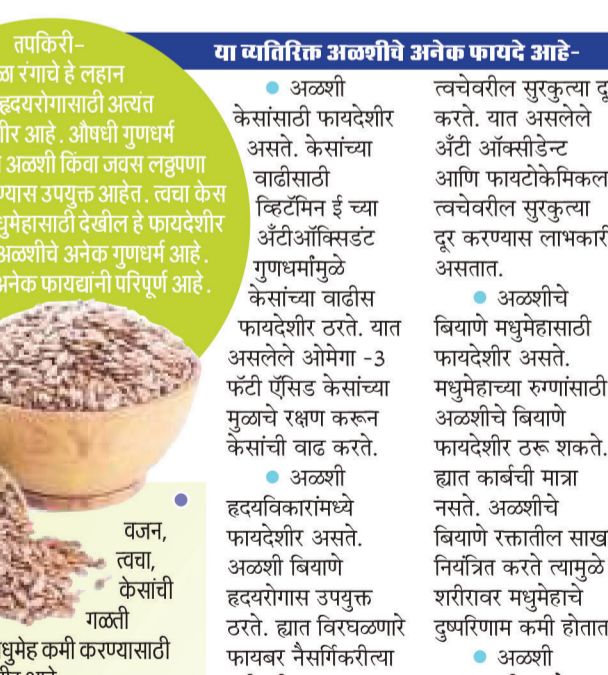 तपकिरी-
रंगाचे हे लहान
हृदयरोगासाठी अत्यंत
आहे. औषधी गुणधर्म
अळशी किंवा जवस लठ्ठपणा
उपयुक्त आहेत. त्वचा केस
मधुमेहासाठी देखील हे फायदेशीर
अळशीचे अनेक गुणधर्म आहे.
अनेक फायद्यांनी परिपूर्ण आहे.
वजन,
त्वचा,
केसांची
गळती
मधुमेह कमी करण्यासाठी
या व्यतिरिक्त अळशीचे अनेक फायदे आहे-
● अळशी
केसांसाठी फायदेशीर
असते. केसांच्या
वाढीसाठी
व्हिटॅमिन ई च्या
अँटीऑक्सिडंट
गुणधर्मांमुळे
केसांच्या वाढीस
फायदेशीर ठरते. यात
असलेले ओमेगा -3
फॅटी ऍसिड केसांच्या
मुळाचे रक्षण करून
केसांची वाढ करते.
● अळशी
हृदयविकारांमध्ये
फायदेशीर असते.
अळशी बियाणे
हृदयरोगास उपयुक्त
ठरते. ह्यात विरघळणारे
फायबर नैसर्गिकरीत्या
त्वचेवरील सुरकुत्या
करते. यात असलेले
अँटी ऑक्सीडेन्ट
आणि फायटोकेमिकल
त्वचेवरील सुरकुत्या
दूर करण्यास लाभकारी
असतात.
● अळशीचे
बियाणे मधुमेहासाठी
फायदेशीर असते.
मधुमेहाच्या रुग्णांसाठी
अळशीचे बियाणे
फायदेशीर ठरू शकते.
ह्यात कार्बची मात्रा
नसते. अळशीचे
बियाणे रक्तातील साख
नियंत्रित करते त्यामुळे
शरीरावर मधुमेहाचे
दुष्परिणाम कमी होतात
● अळशी